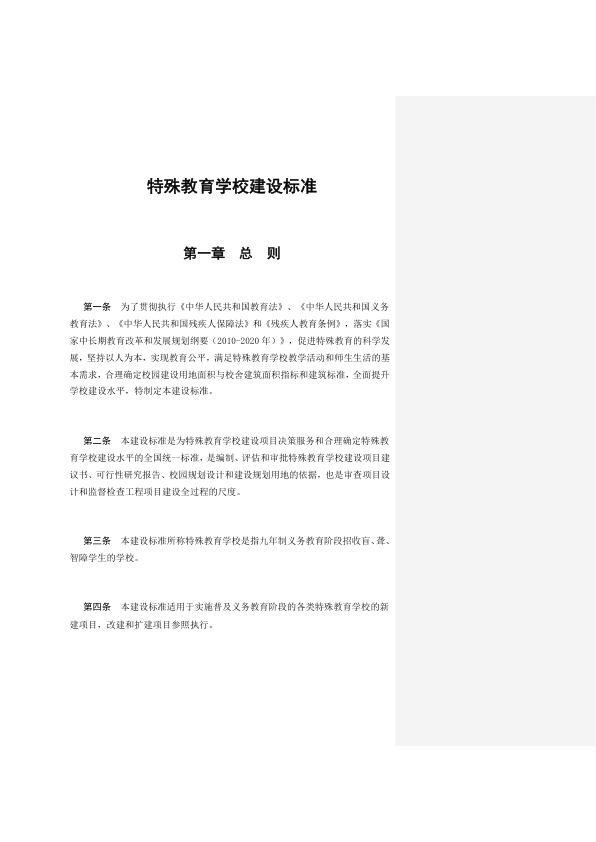 特殊教育学校建设标准
第一章 总 则
第一条 为了贯彻执行《中华人民共和国教育法》、《中华人民共和国义务
教育法》、《中华人民共和国残疾人保障法》和《残疾人教育条例》，落实《国
家中长期教育改革和发展规划纲要（2010-2020 年）》，促进特殊教育的科学发
展，坚持以人为本，实现教育公平，满足特殊教育学校教学活动和师生生活的基
本需求，合理确定校园建设用地面积与校舍建筑面积指标和建筑标准，全面提升
学校建设水平，特制定本建设标准。
第二条 本建设标准是为特殊教育学校建设项目决策服务和合理确定特殊教
育学校建设水平的全国统一标准，是编制、评估和审批特殊教育学校建设项目建
议书、可行性研究报告、校园规划设计和建设规划用地的依据，也是审查项目设
计和监督检查工程项目建设全过程的尺度。
第三条 本建设标准所称特殊教育学校是指九年制义务教育阶段招收盲、聋、
智障学生的学校。
第四条 本建设标准适用于实施普及义务教育阶段的各类特殊教育学校的新
建项目，改建和扩建项目参照执行。